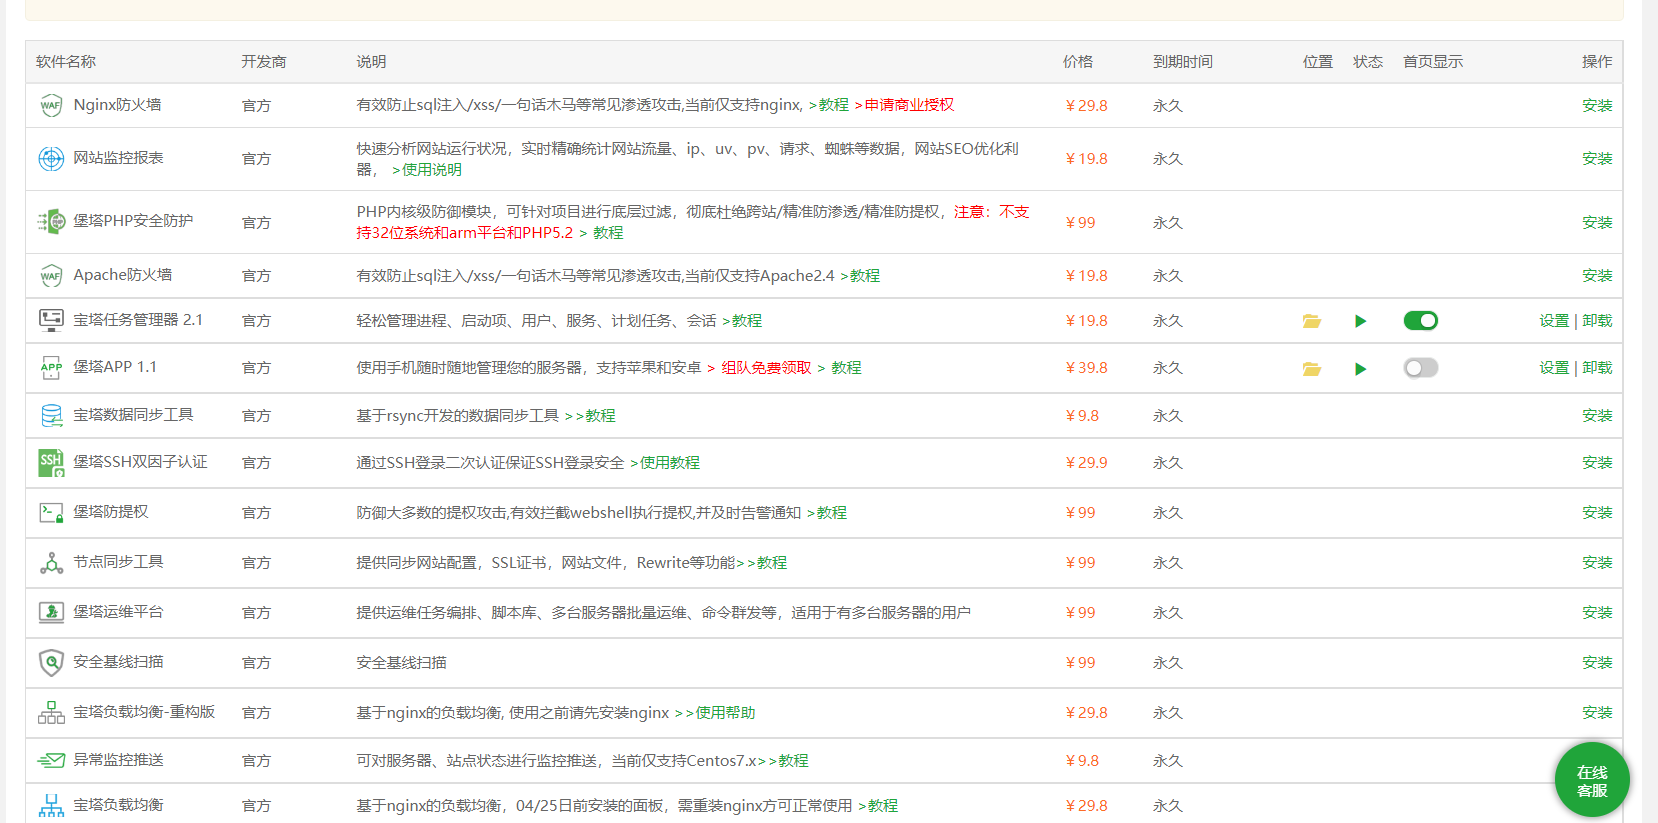 软件名称 开发商 说明 价格 到期时间 位置 状态 首页显示 操作
Nginx防火墙 官方 有效防止sql注入/xss/一句话木马等常见渗透攻击,当前仅支持nginx, >教程 >申请商业授权 ￥29.8 永久 安装
网站监控报表 官方 快速分析网站运行状况，实时精确统计网站流量、ip、uv、pv、请求、蜘蛛等数据，网站SEO优化利
器， >使用说明 ￥19.8 永久 安装
堡塔PHP安全防护 官方 PHP内核级防御模块，可针对项目进行底层过滤，彻底杜绝跨站/精准防渗透/精准防提权，注意：不支
持32位系统和arm平台和PHP5.2 > 教程 ￥99 永久 安装
Apache防火墙 官方 有效防止sql注入/xss/一句话木马等常见渗透攻击,当前仅支持Apache2.4 >教程 ￥19.8 永久 安装
宝塔任务管理器 2.1 官方 轻松管理进程、启动项、用户、服务、计划任务、会话 >教程 ￥19.8 永久 设置 | 卸载
堡塔APP 1.1 官方 使用手机随时随地管理您的服务器，支持苹果和安卓 > 组队免费领取 > 教程 ￥39.8 永久 设置 | 卸载
宝塔数据同步工具 官方 基于rsync开发的数据同步工具 >>教程 ￥9.8 永久 安装
堡塔SSH双因子认证 官方 通过SSH登录二次认证保证SSH登录安全 >使用教程 ￥29.9 永久 安装
堡塔防提权 官方 防御大多数的提权攻击,有效拦截webshell执行提权,并及时告警通知 >教程 ￥99 永久 安装
节点同步工具 官方 提供同步网站配置，SSL证书，网站文件，Rewrite等功能>>教程 ￥99 永久 安装
堡塔运维平台 官方 提供运维任务编排、脚本库、多台服务器批量运维、命令群发等，适用于有多台服务器的用户 ￥99 永久 安装
安全基线扫描 官方 安全基线扫描 ￥99 永久 安装
宝塔负载均衡-重构版 官方 基于nginx的负载均衡, 使用之前请先安装nginx >>使用帮助 ￥29.8 永久 安装
异常监控推送 官方 可对服务器、站点状态进行监控推送，当前仅支持Centos7.x>>教程 ￥9.8 永久
宝塔负载均衡 官方 基于nginx的负载均衡，04/25日前安装的面板，需重装nginx方可正常使用 >教程 ￥29.8 永久
在线
客服